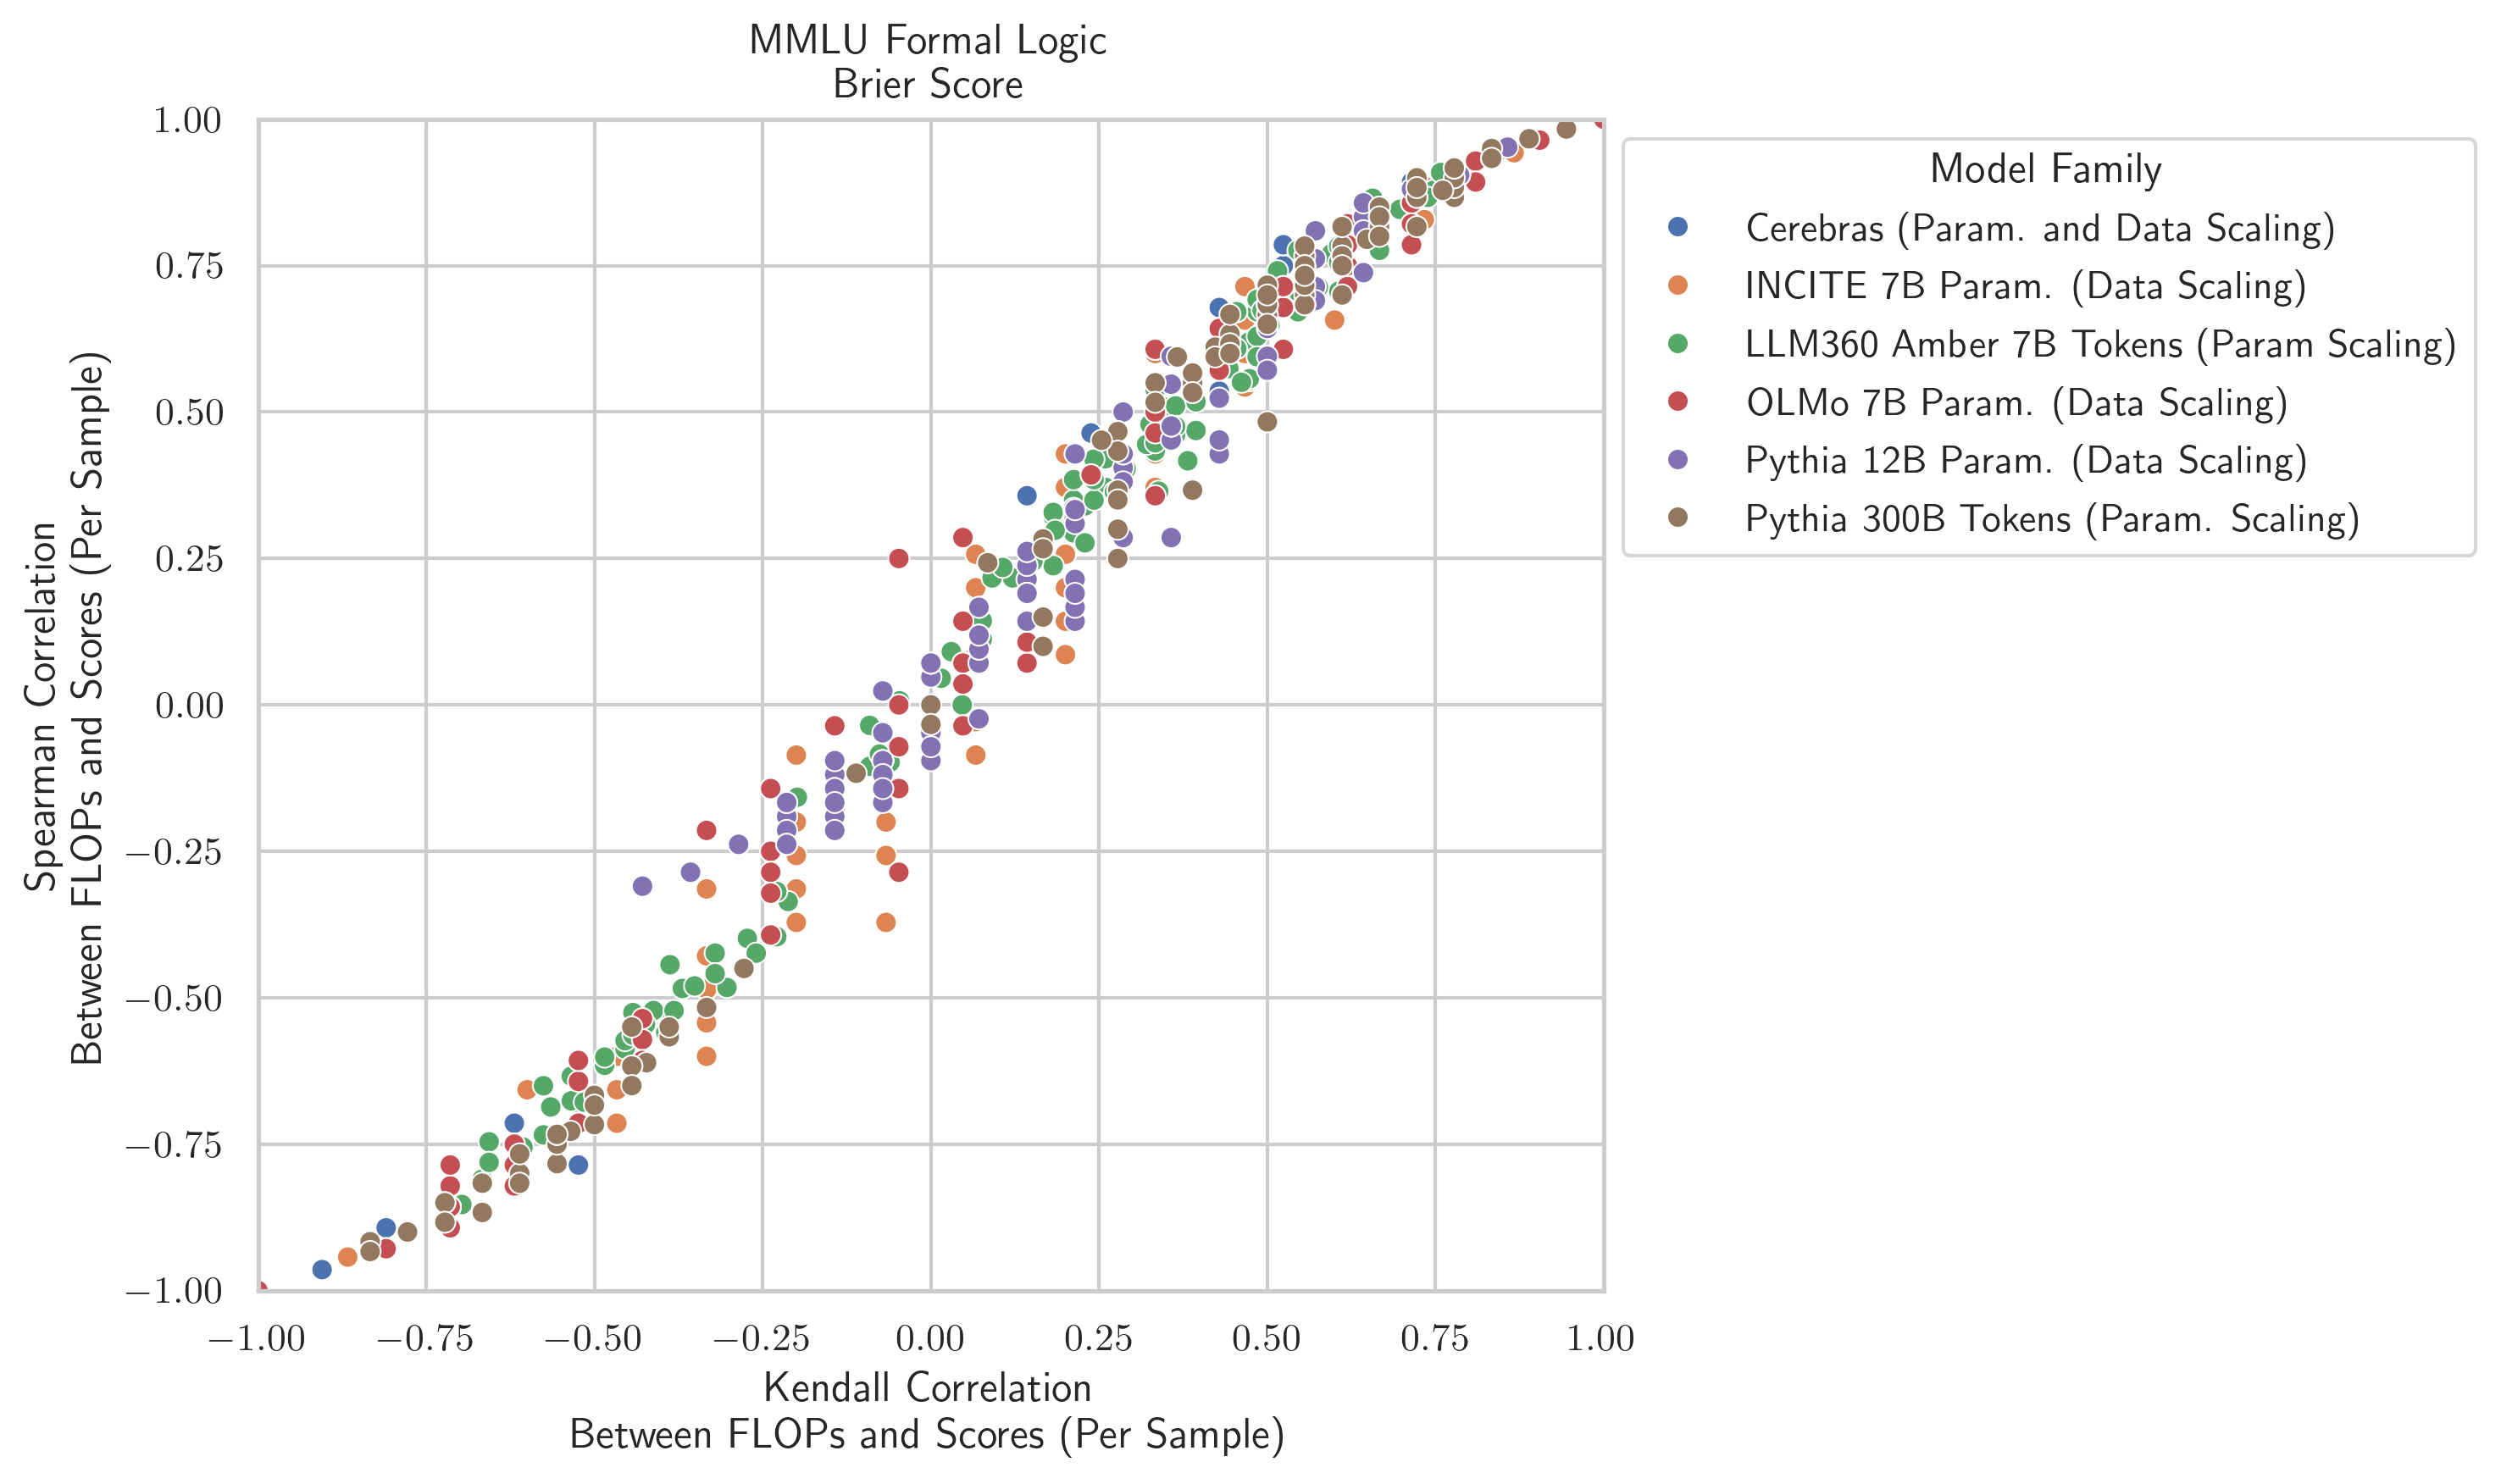 MMLU Formal Logic
Brier Score
Spearman Correlation
Between FLOPs and Scores (Per Sample)
1.00
0.75
0.50
0.25
0.00
−0.25
−0.50
−0.75
−1.00
−1.00 −0.75 −0.50 −0.25 0.00 0.25 0.50 0.75 1.00
Kendall Correlation
Between FLOPs and Scores (Per Sample)
Model Family
Cerebras (Param. and Data Scaling)
INCITE 7B Param. (Data Scaling)
LLM360 Amber 7B Tokens (Param Scaling)
OLMo 7B Param. (Data Scaling)
Pythia 12B Param. (Data Scaling)
Pythia 300B Tokens (Param. Scaling)